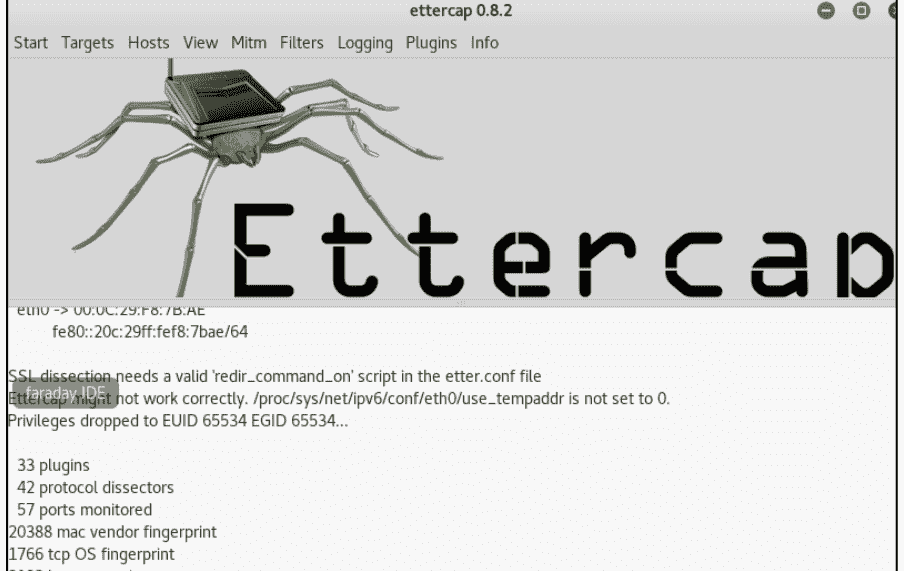 ettercap 0.8.2
Start Targets Hosts View Mitm Filters Logging Plugins Info
Ettercap
eth0 -> 00:0C:29:F8:7B:AE
fe80::20c:29ff:fef8:7bae/64
SSL dissection needs a valid 'redir_command_on' script in the etter.conf file
faraday IDE
Ettercap might not work correctly. /proc/sys/net/ipv6/conf/eth0/use_tempaddr is not set to 0.
Privileges dropped to EUID 65534 EGID 65534...
33 plugins
42 protocol dissectors
57 ports monitored
20388 mac vendor fingerprint
1766 tcp OS fingerprint